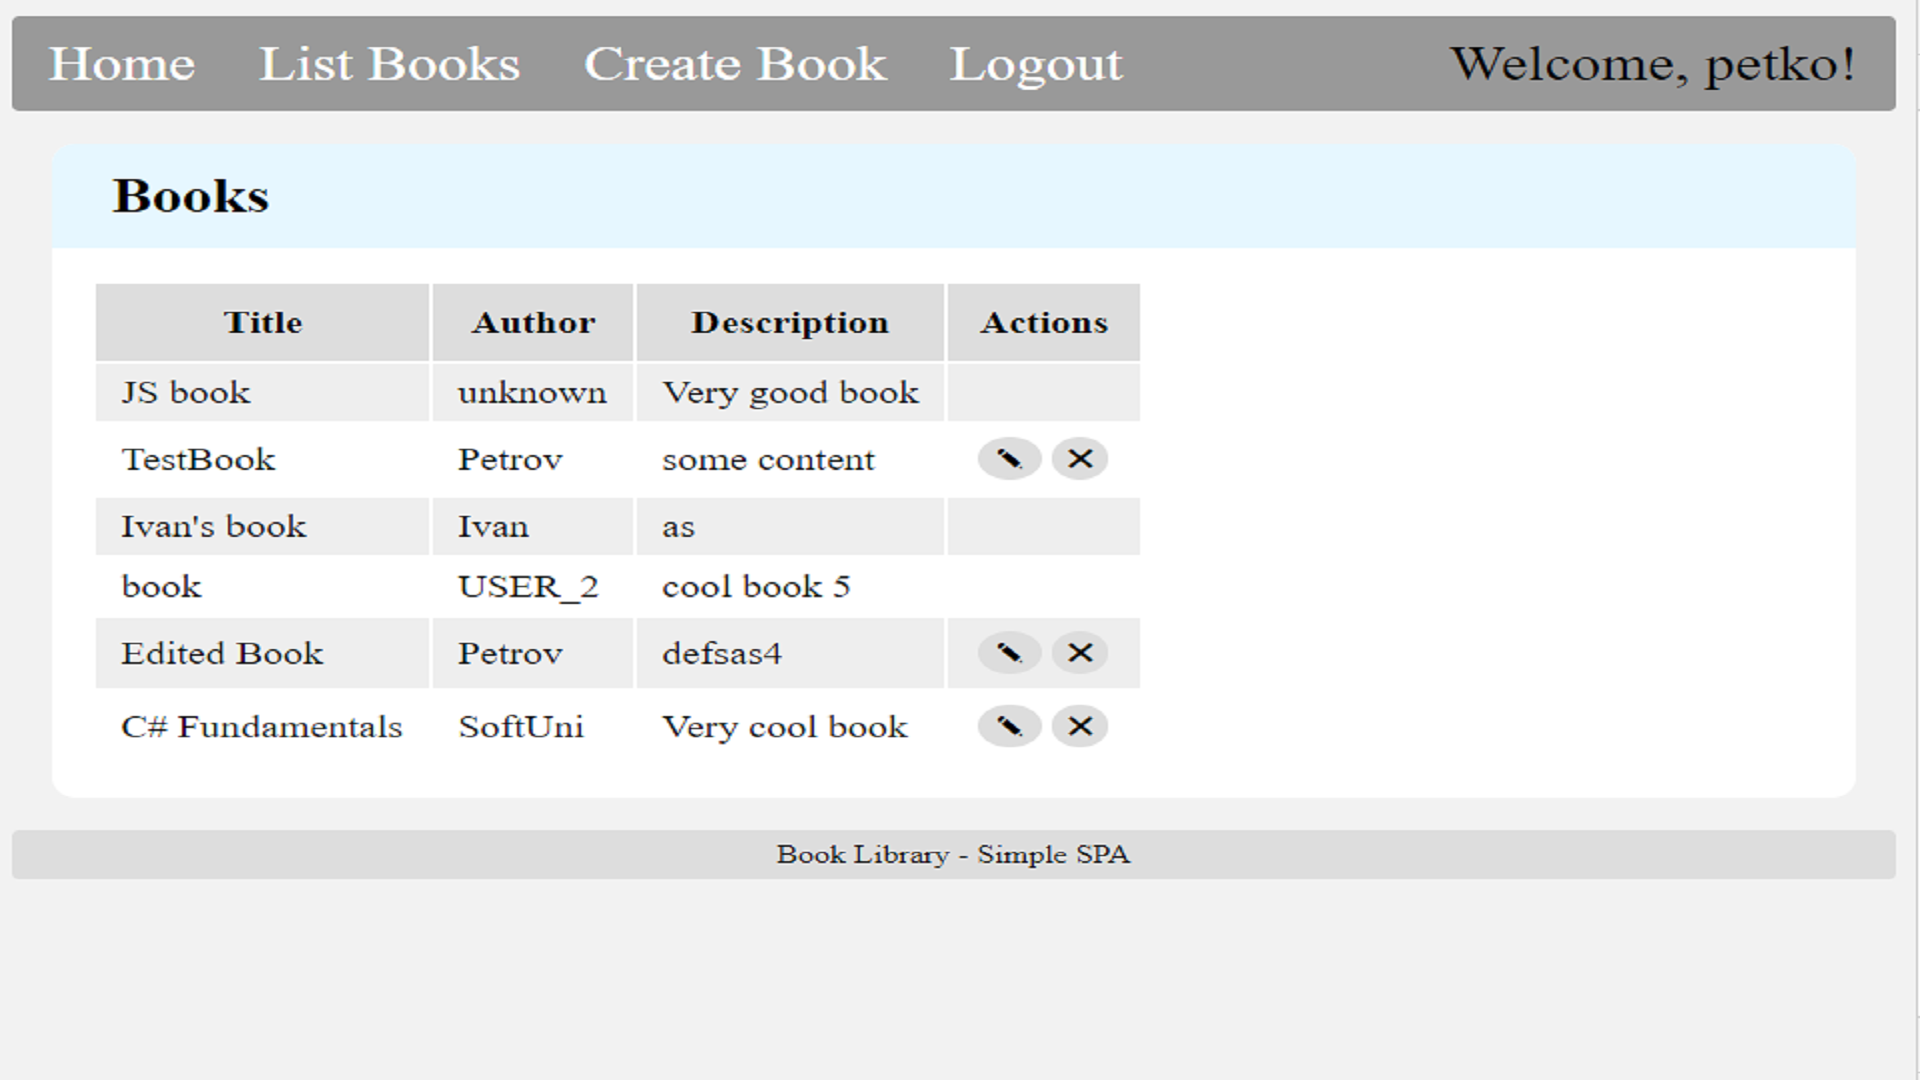 Home List Books Create Book Logout Welcome, petko!
Books
Title Author Description Actions
JS book unknown Very good book
TestBook Petrov some content
Ivan's book Ivan as
book USER_2 cool book 5
Edited Book Petrov defsas4
C# Fundamentals SoftUni Very cool book
Book Library - Simple SPA